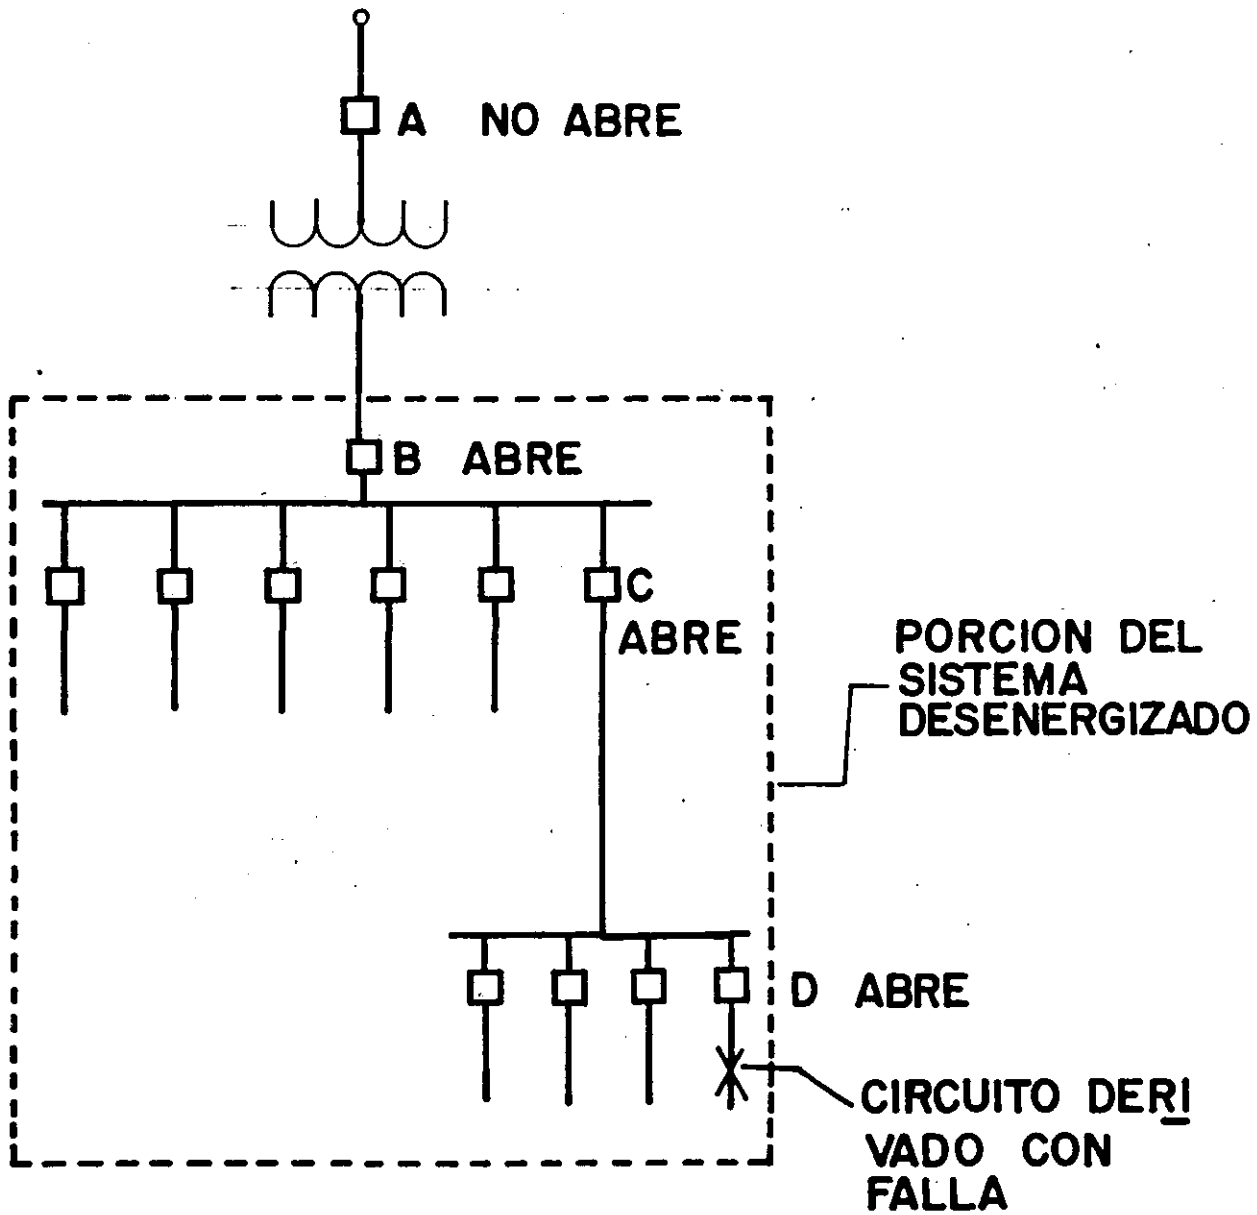 A NO ABRE
B ABRE
C
ABRE
PORCION DEL
SISTEMA
DESENERGIZADO
D ABRE
CIRCUITO DERI
VADO CON
FALLA